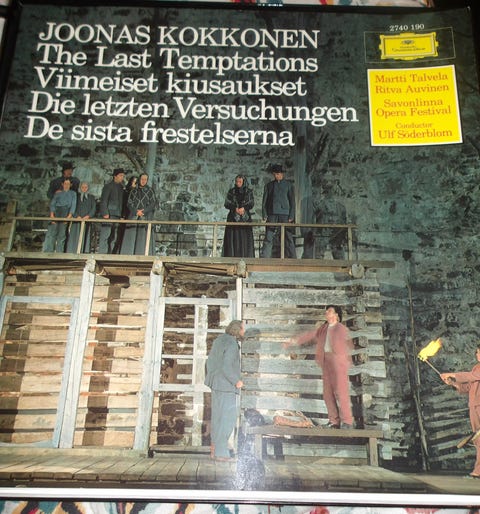 JOONAS KOKKONEN
The Last Temptations
Viimeiset kiusaukset
Die letzten Versuchungen
De sista frestelserna
2740 190
Martti Talvela
Ritva Auvinen
Savonlinna
Opera Festival
Conductor
Ulf Söderblom